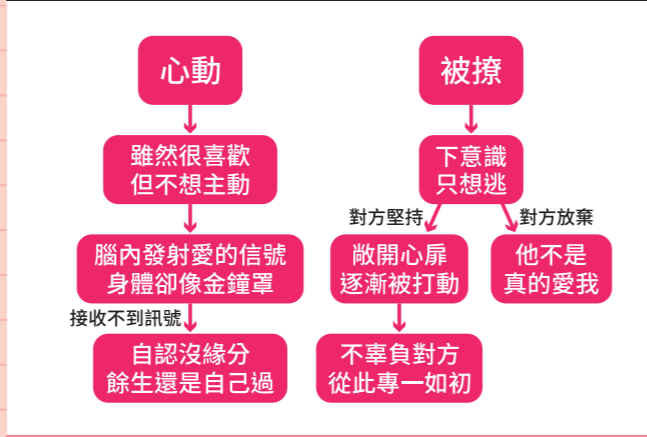 心動
雖然很喜歡
但不想主動
腦內發射愛的信號
身體卻像金鐘罩
接收不到訊號
自認沒緣分
餘生還是自己過
被撩
下意識
只想逃
對方堅持
對方放棄
敞開心扉
逐漸被打動
他不是
真的愛我
不辜負對方
從此專一如初